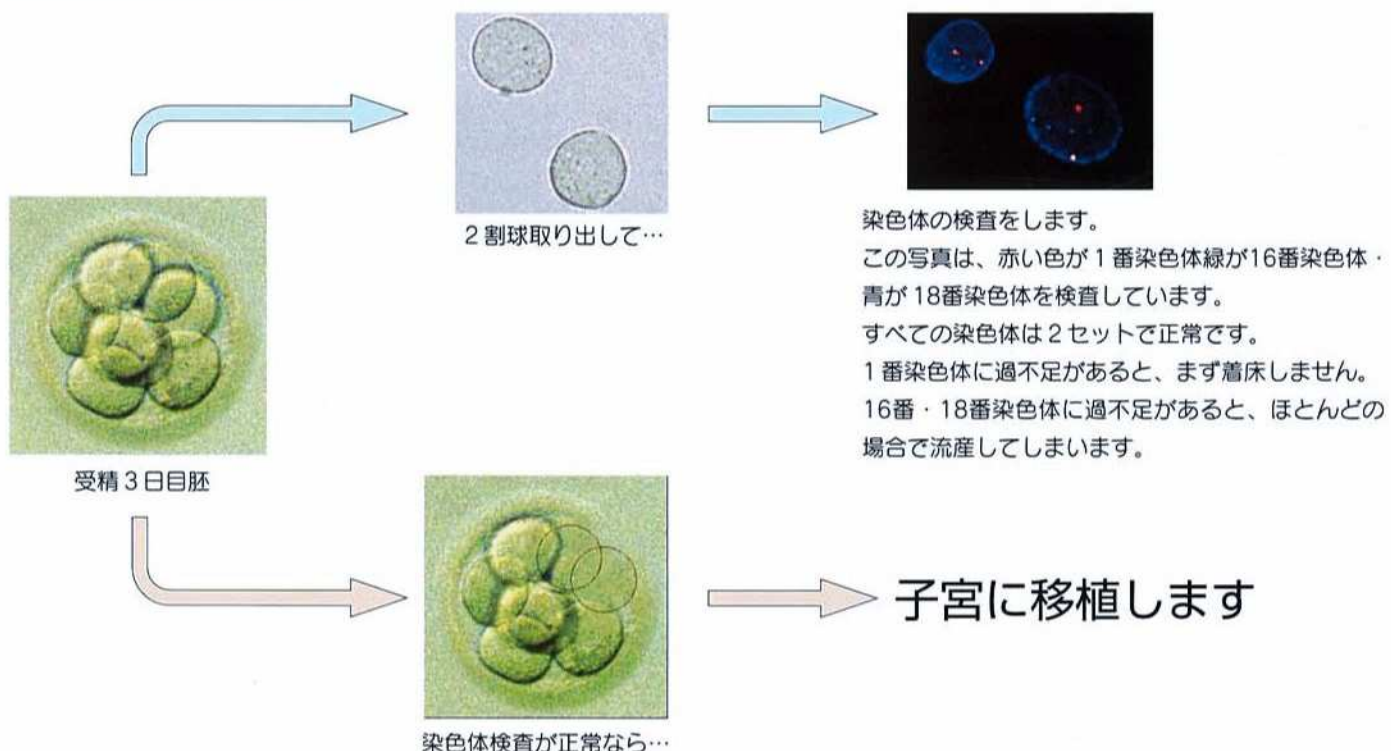 2割球取り出して…
染色体の検査をします。
この写真は、赤い色が1番染色体緑が16番染色体・
青が18番染色体を検査しています。
すべての染色体は2セットで正常です。
1番染色体に過不足があると、まず着床しません。
16番・18番染色体に過不足があると、ほとんどの
場合で流産してしまいます。
受精3日目胚
子宮に移植します
染色体検査が正常なら…